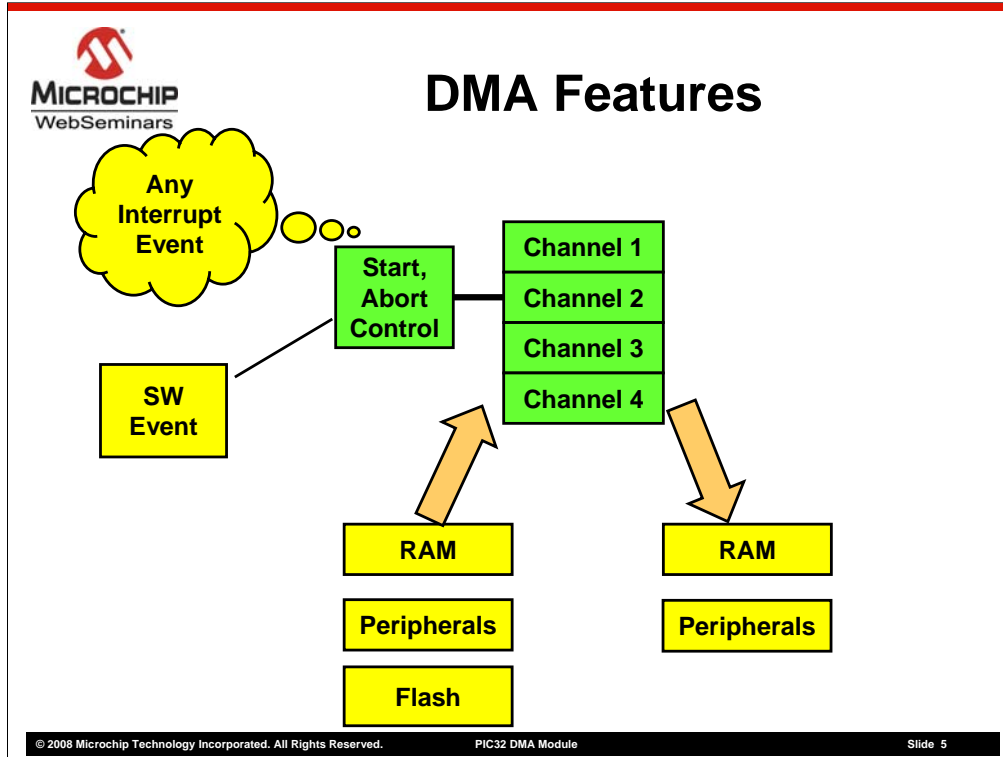 MICROCHIP
WebSeminars
DMA Features
Any
Interrupt
Event
Start,
Abort
Control
Channel 1
Channel 2
Channel 3
Channel 4
SW
Event
RAM
RAM
Peripherals
Peripherals
Flash
© 2008 Microchip Technology Incorporated. All Rights Reserved. PIC32 DMA Module Slide 5